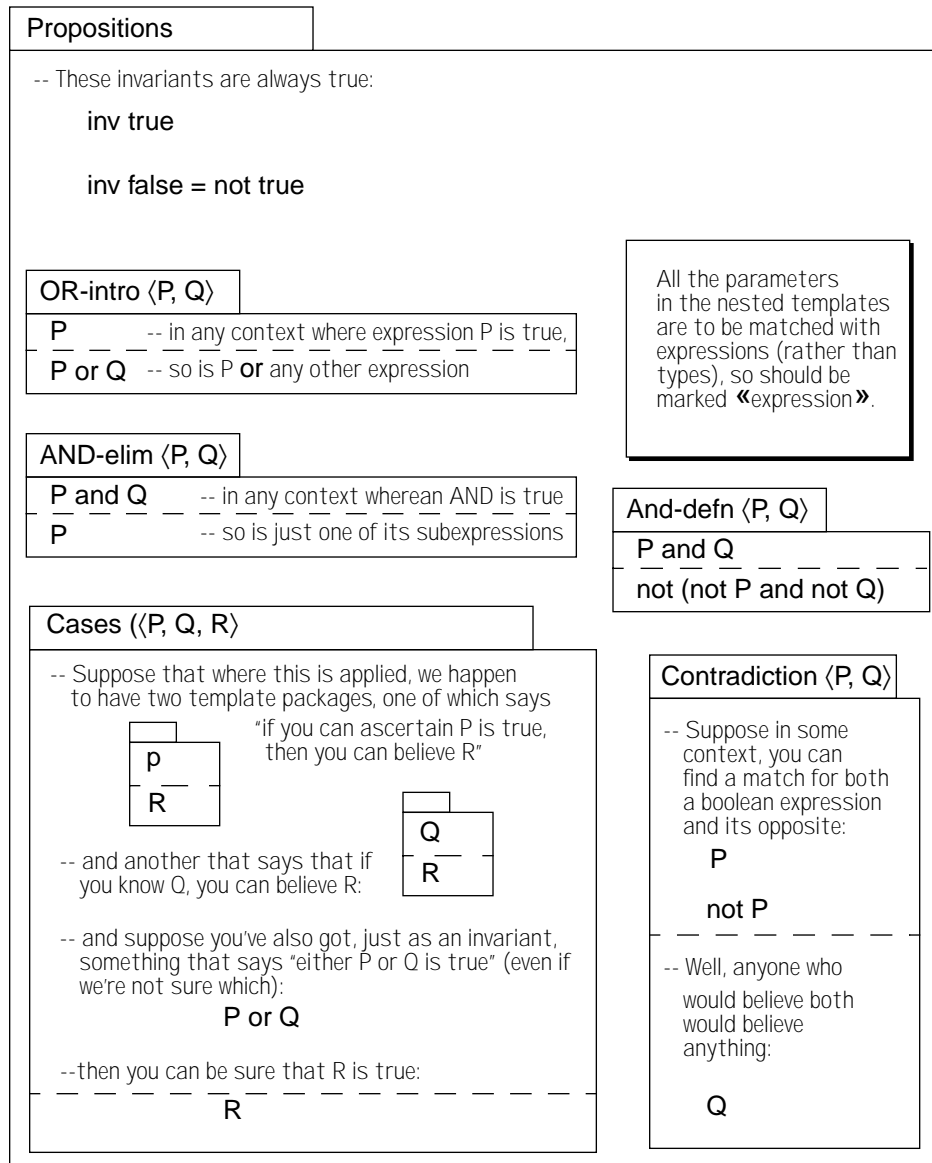 Propositions
-- These invariants are always true:
inv true
inv false = not true
OR-intro ⟨P, Q⟩
P -- in any context where expression P is true,
P or Q -- so is P or any other expression
All the parameters
in the nested templates
are to be matched with
expressions (rather than
types), so should be
marked «expression».
AND-elim ⟨P, Q⟩
P and Q -- in any context wherean AND is true
P -- so is just one of its subexpressions
And-defn ⟨P, Q⟩
P and Q
not (not P and not Q)
Cases (⟨P, Q, R⟩
-- Suppose that where this is applied, we happen
to have two template packages, one of which says
"if you can ascertain P is true,
then you can believe R"
p
R
Q
R
-- and another that says that if
you know Q, you can believe R:
-- and suppose you've also got, just as an invariant,
something that says "either P or Q is true" (even if
we're not sure which):
P or Q
--then you can be sure that R is true:
R
Contradiction ⟨P, Q⟩
-- Suppose in some
context, you can
find a match for both
a boolean expression
and its opposite:
P
not P
-- Well, anyone who
would believe both
would believe
anything:
Q